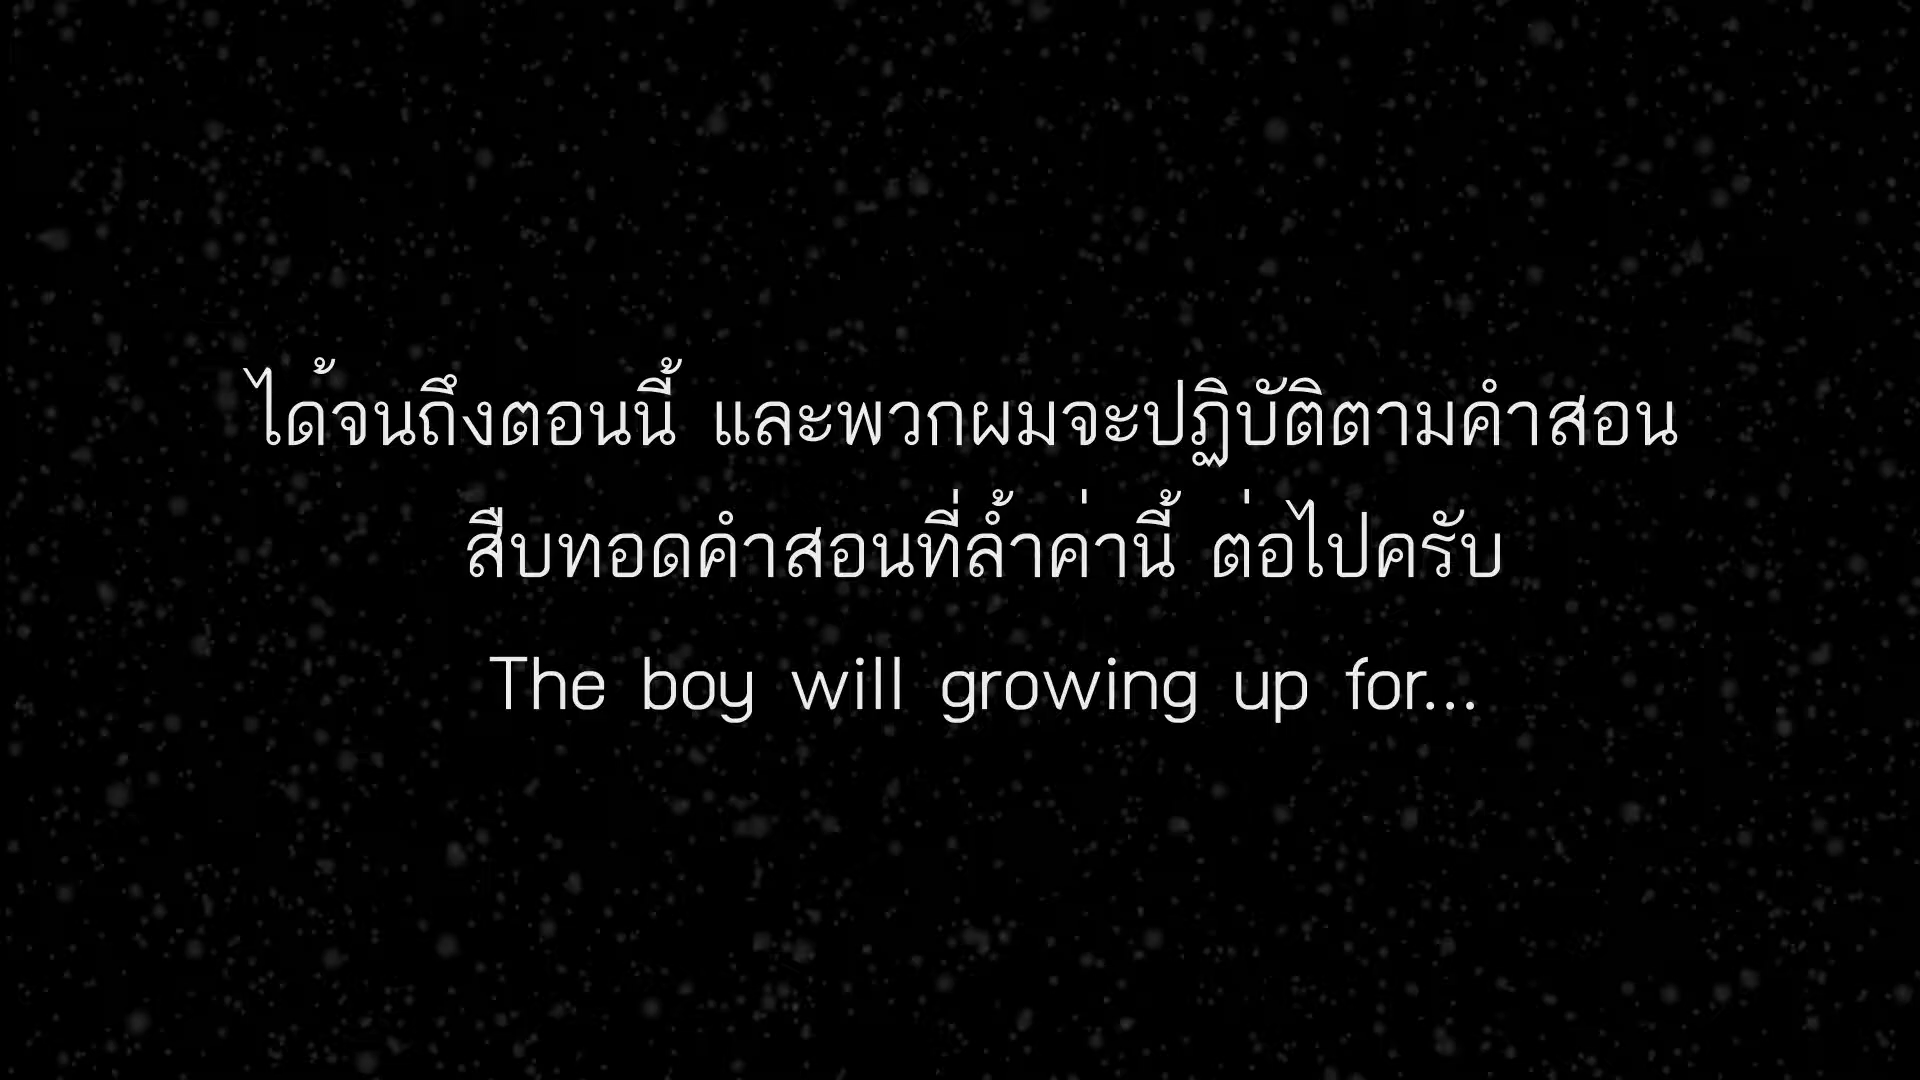 ได้จนถึงตอนนี้ และพวกผมจะปฏิบัติตามคำสอน
สืบทอดคำสอนที่ล้ำค่านี้ ต่อไปครับ
The boy will growing up for...